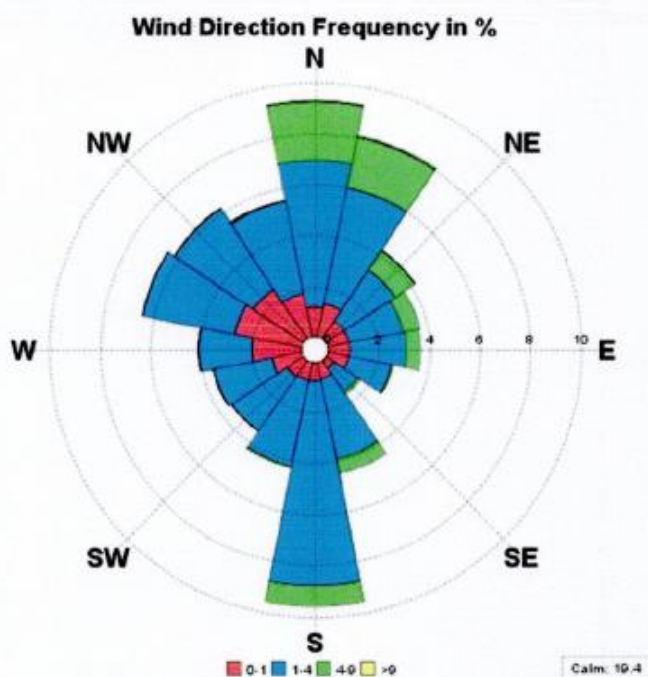 Wind Direction Frequency in %
N
NW
NE
W
0 2 4 6 8 10
E
SW
SE
S
0-1 1-4 4-9 >9
Calm: 19.4